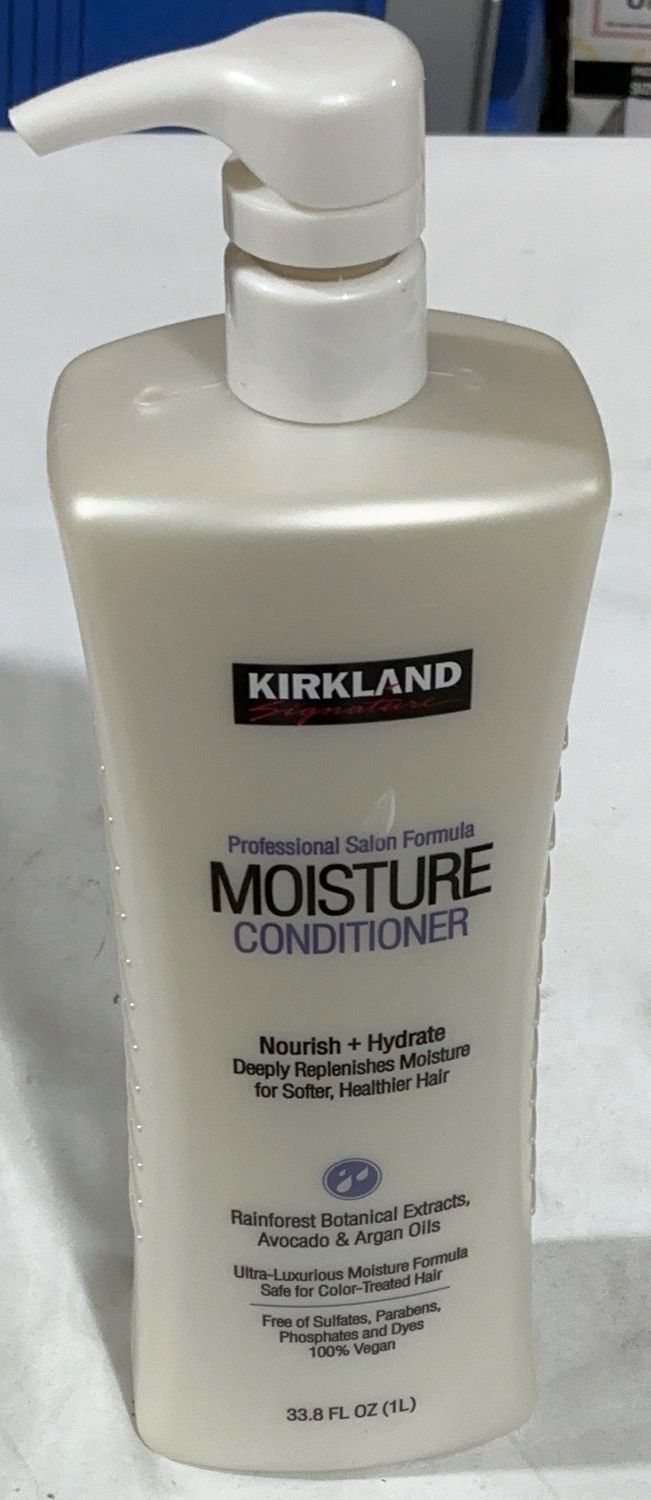 KIRKLAND
Signature
Professional Salon Formula
MOISTURE
CONDITIONER
Nourish + Hydrate
Deeply Replenishes Moisture
for Softer, Healthier Hair
Rainforest Botanical Extracts,
Avocado & Argan Oils
Ultra-Luxurious Moisture Formula
Safe for Color-Treated Hair
Free of Sulfates, Parabens,
Phosphates and Dyes
100% Vegan
33.8 FL OZ (1L)